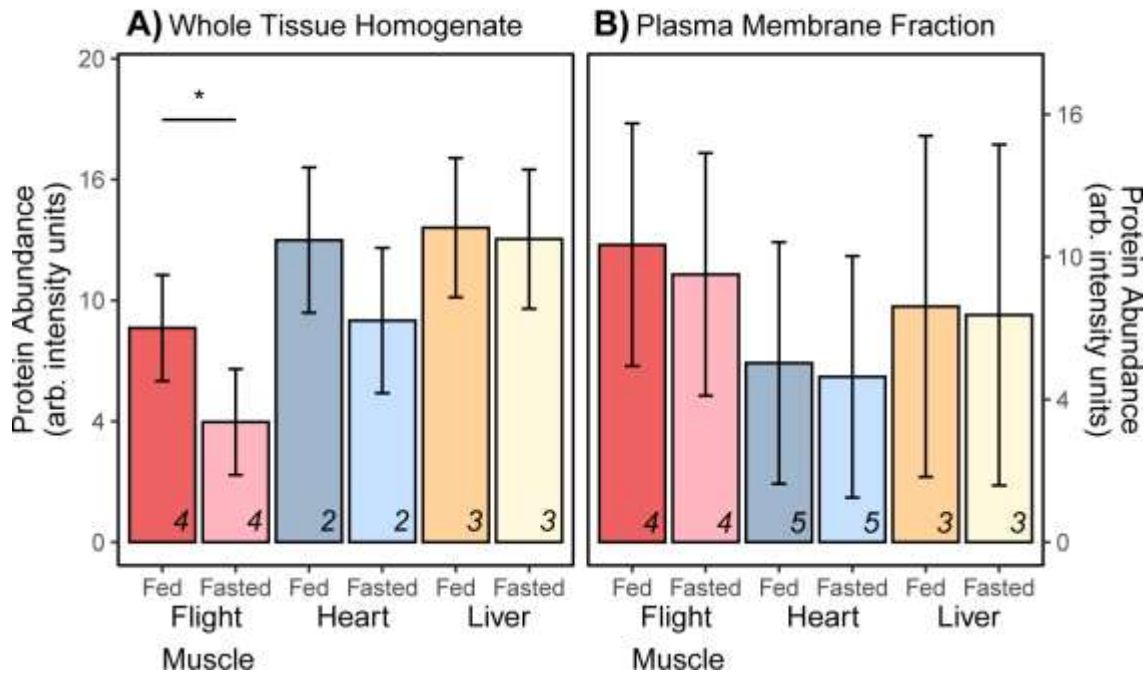 A) Whole Tissue Homogenate
B) Plasma Membrane Fraction
Protein Abundance
(arb. intensity units)
20
16
10
4
0
*
4
4
2
2
3
3
Fed
Fasted
Fed
Fasted
Fed
Fasted
Flight
Muscle
Heart
Liver
4
4
5
5
3
3
Fed
Fasted
Fed
Fasted
Fed
Fasted
Flight
Muscle
Heart
Liver
16
10
4
0
Protein Abundance
(arb. intensity units)